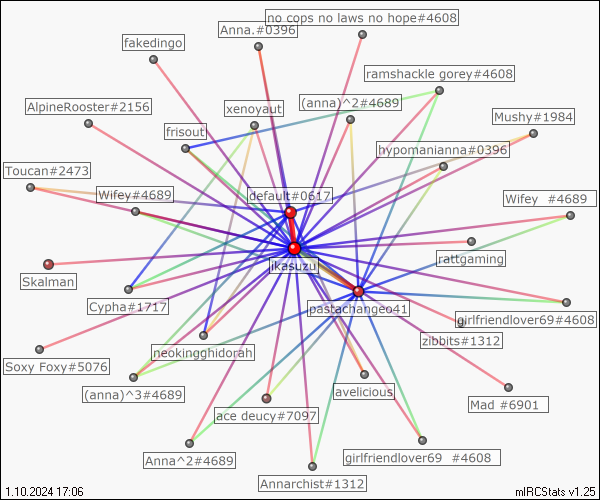 no cops no laws no hope#4608
Anna.#0396
fakedingo
ramshackle gorey#4608
AlpineRooster#2156
xenoyaut
(anna)^2#4689
Mushy#1984
frisout
hypomanianna#0396
Toucan#2473
Wifey#4689
default#0617
Wifey #4689
rattgaming
jkasuzu
Skalman
Cypha#1717
pastachangeo41
girlfriendlover69#4608
zibbits#1312
neokingghidorah
Soxy Foxy#5076
(anna)^3#4689
avelicious
Mad #6901
ace deucy#7097
Anna^2#4689
girlfriendlover69 #4608
Annarchist#1312
1.10.2024 17:06
mIRCStats v1.25